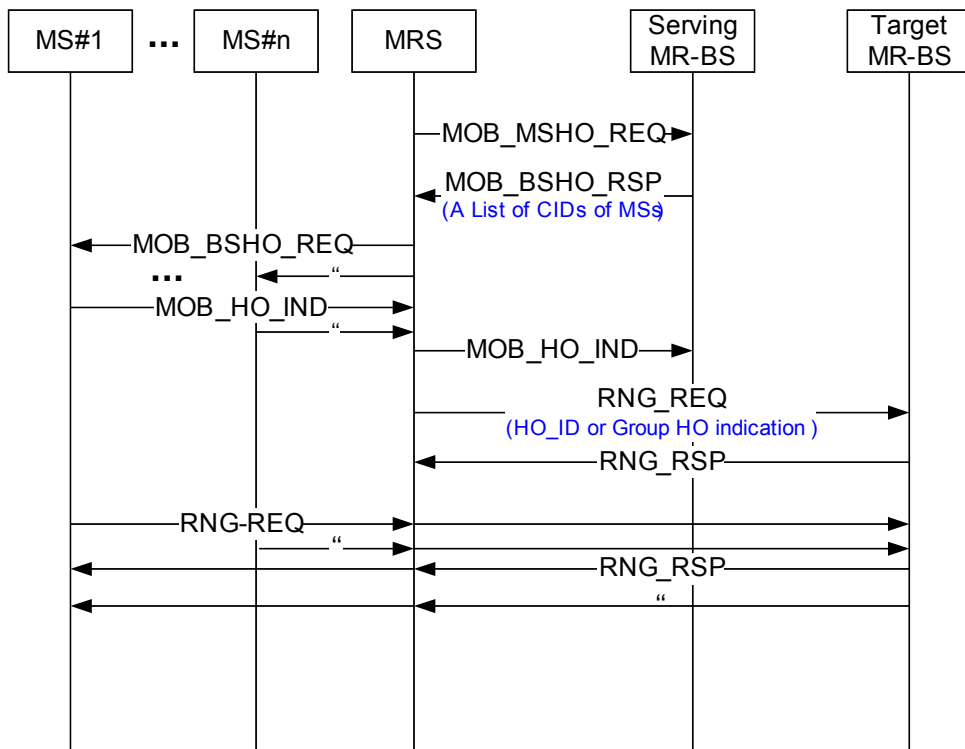 MS#1 ... MS#n MRS Serving MR-BS Target MR-BS
MOB_MSHO_REQ
MOB_BSHO_RSP
(A List of CIDs of MSs)
MOB_BSHO_REQ
... “
MOB_HO_IND
“
MOB_HO_IND
RNG_REQ
(HO_ID or Group HO indication )
RNG_RSP
RNG-REQ
“
RNG_RSP
“